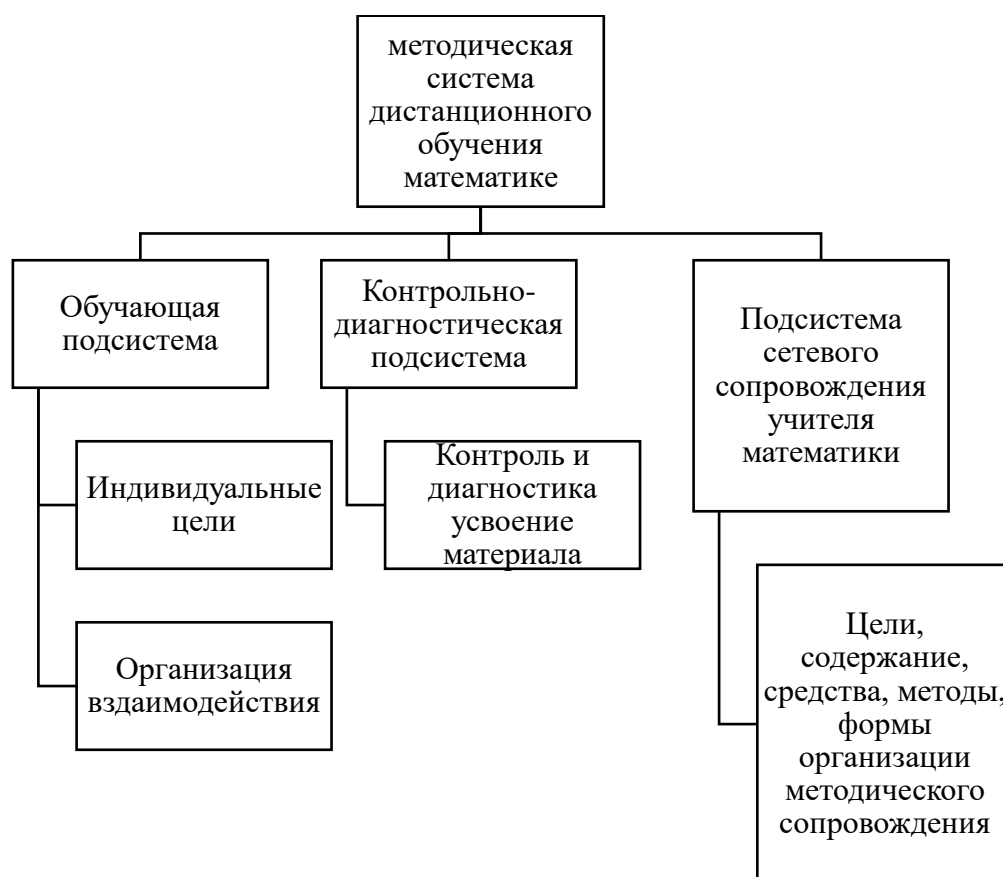 методическая
система
дистанционного
обучения
математике
Обучающая
подсистема
Индивидуальные
цели
Организация
вздаимодействия
Контрольно-
диагностическая
подсистема
Контроль и
диагностика
усвоение
материала
Подсистема
сетевого
сопровождения
учителя
математики
Цели,
содержание,
средства, методы,
формы
организации
методического
сопровождения